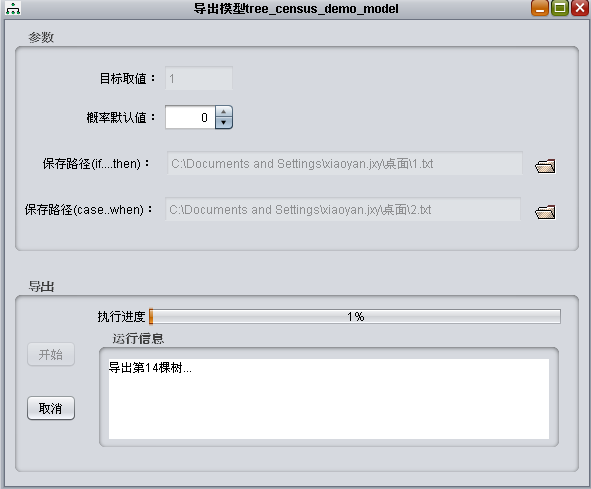 导出模型tree_census_demo_model
参数
目标取值： 1
概率默认值： 0
保存路径(if....then)： C:\Documents and Settings\xiaoyan.jxy\桌面\1.txt
保存路径(case..when)： C:\Documents and Settings\xiaoyan.jxy\桌面\2.txt
导出
执行进度 1%
运行信息
开始
导出第14棵树...
取消